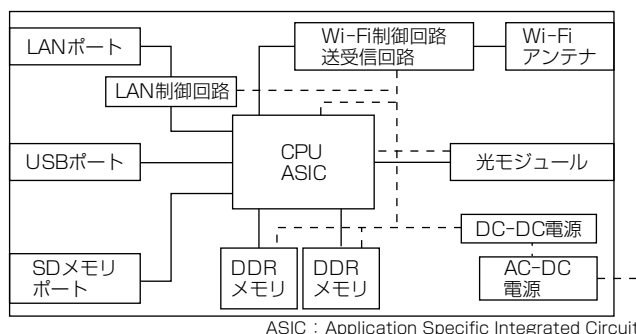 LANポート
Wi-Fi制御回路
送受信回路
Wi-Fi
アンテナ
LAN制御回路
USBポート
CPU
ASIC
光モジュール
DC-DC電源
SDメモリ
ポート
DDR
メモリ
DDR
メモリ
AC-DC
電源
ASIC：Application Specific Integrated Circuit